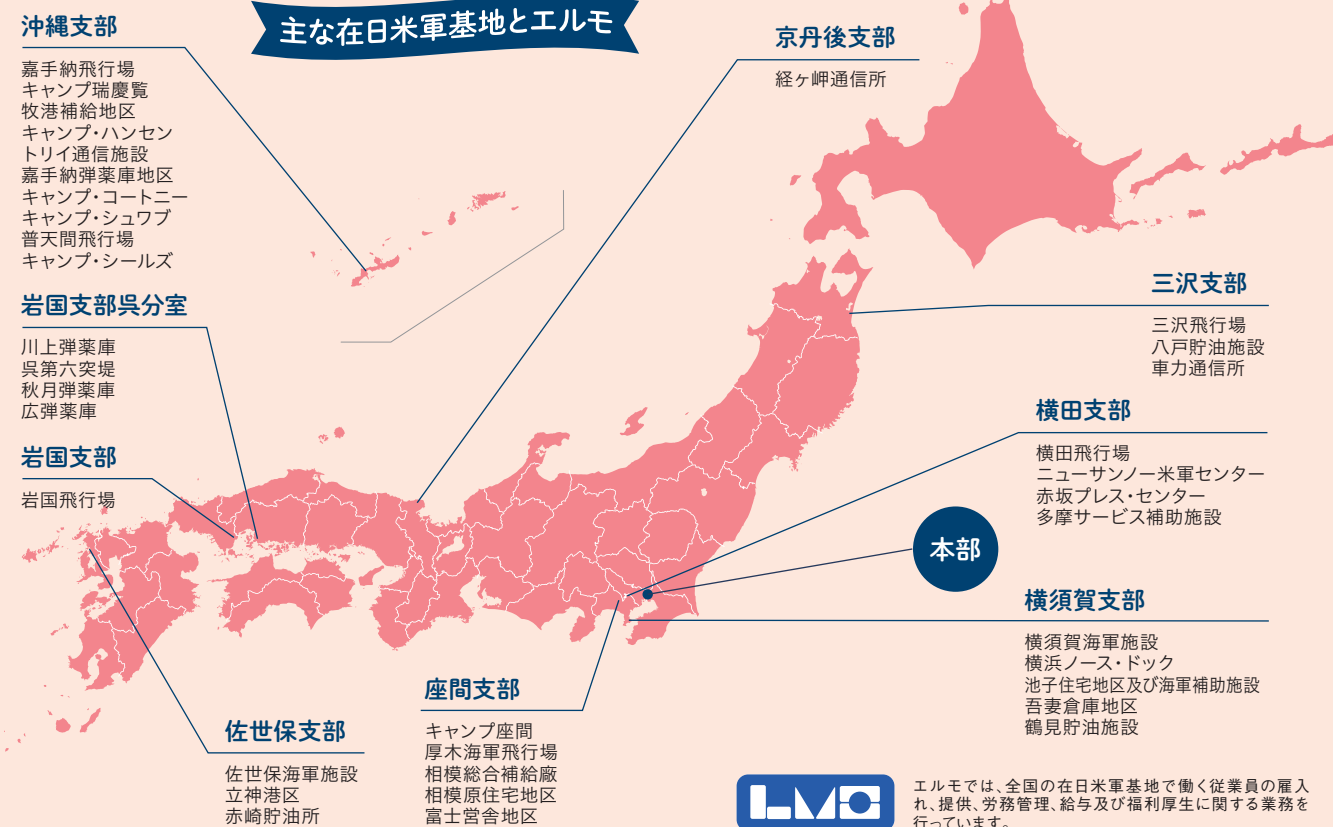 主な在日米軍基地とエルモ
沖縄支部
嘉手納飛行場
キャンプ瑞慶覧
牧港補給地区
キャンプ・ハンセン
トリイ通信施設
嘉手納弾薬庫地区
キャンプ・コートニー
キャンプ・シュワブ
普天間飛行場
キャンプ・シールズ
岩国支部呉分室
川上弾薬庫
呉第六突堤
秋月弾薬庫
広弾薬庫
岩国支部
岩国飛行場
佐世保支部
佐世保海軍施設
立神港区
赤崎貯油所
座間支部
キャンプ座間
厚木海軍飛行場
相模総合補給廠
相模原住宅地区
富士営舎地区
京丹後支部
経ヶ岬通信所
三沢支部
三沢飛行場
八戸貯油施設
車力通信所
横田支部
横田飛行場
ニューサンノー米軍センター
赤坂プレス・センター
多摩サービス補助施設
本部
横須賀支部
横須賀海軍施設
横浜ノース・ドック
池子住宅地区及び海軍補助施設
吾妻倉庫地区
鶴見貯油施設
LMO
エルモでは、全国の在日米軍基地で働く従業員の雇入
れ、提供、労務管理、給与及び福利厚生に関する業務を
行っています。